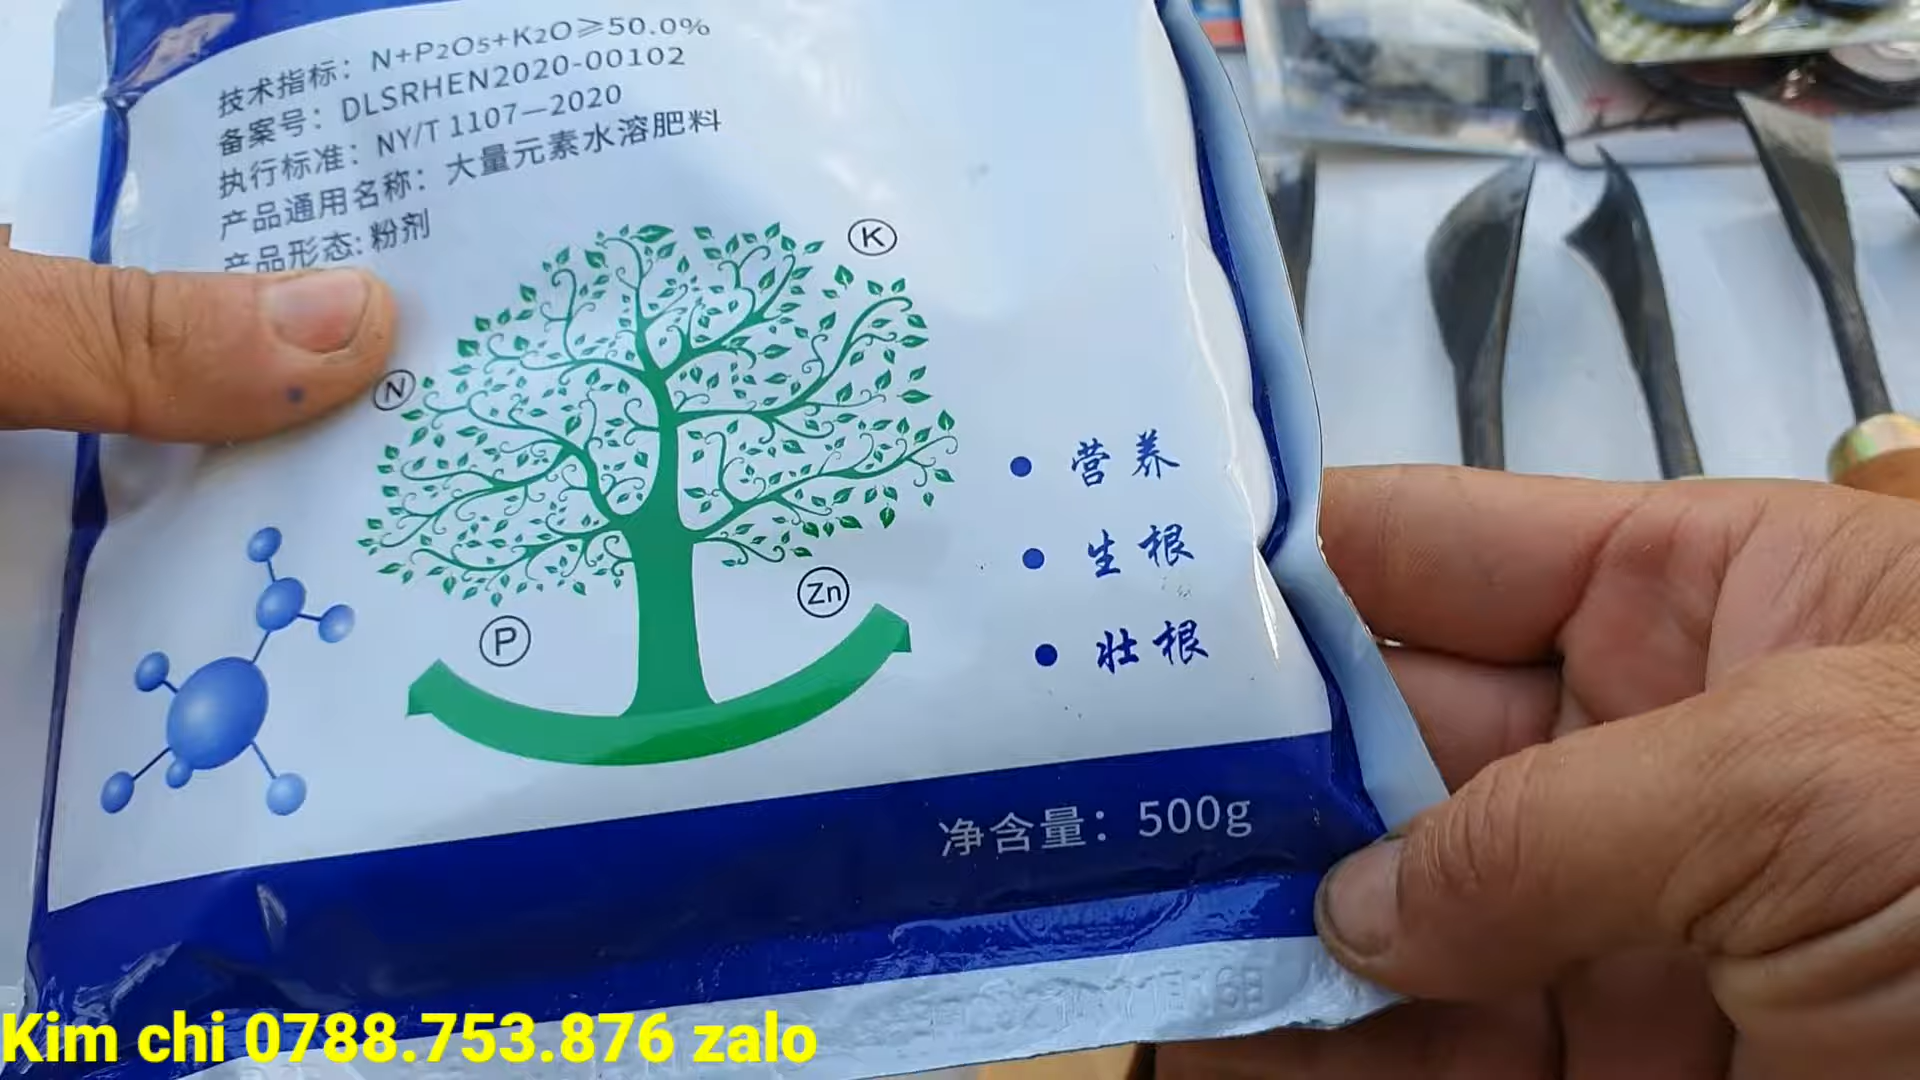 技术指标：N+P2O5+K2O≥50.0%
备案号：DLSRHEN2020-00102
执行标准：NY/T 1107—2020
产品通用名称：大量元素水溶肥料
产品形态:粉剂
K
N
营养
生根
Zn
P
壮根
净含量：500g
Kim chi 0788.753.876 zalo